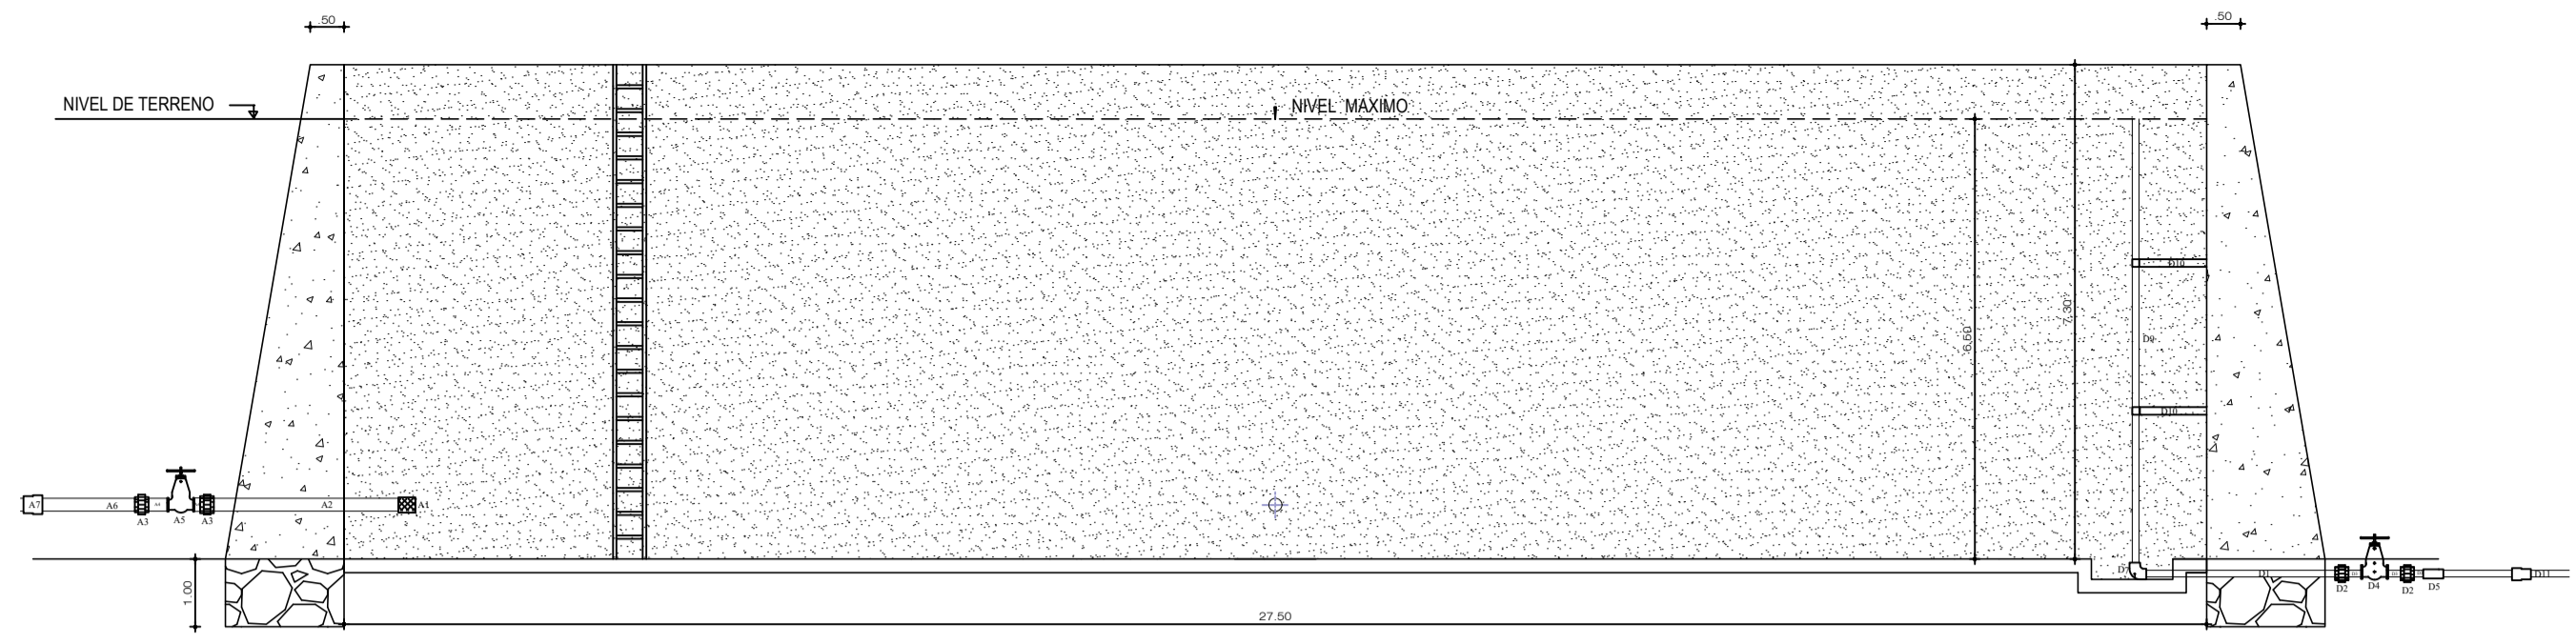 .50
.50
NIVEL DE TERRENO
NIVEL MAXIMO
D10
7.30
6.50
D9
D10
A7
A6
A3
A5
A3
A2
A1
D7
D1
D2
D4
D2
D5
D11
1.00
27.50